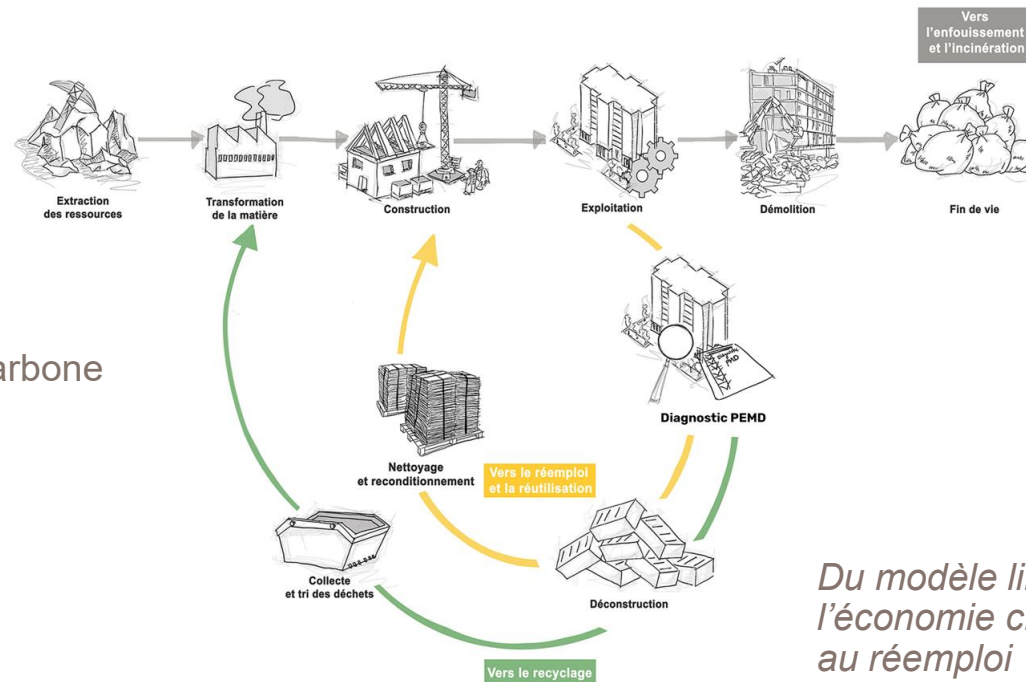 Vers
l'enfouissement
et l'incinération
Extraction
des ressources
Transformation
de la matière
Construction
Exploitation
Démolition
Fin de vie
arbone
Diagnostic PEMD
Nettoyage
et reconditionnement
Vers le réemploi
et la réutilisation
Collecte
et tri des déchets
Déconstruction
Du modèle li
l'économie c
au réemploi
Vers le recyclage